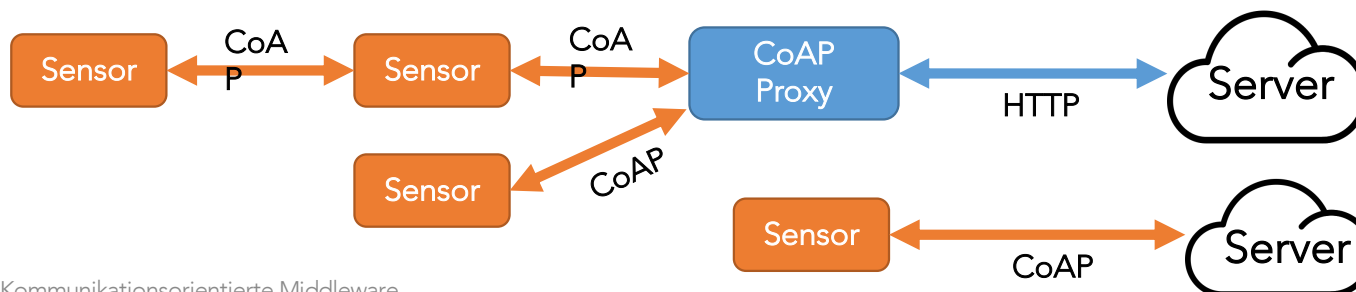 Sensor
CoA
P
Sensor
CoA
P
CoAP
Proxy
HTTP
Server
Sensor
CoAP
Sensor
CoAP
Server
Kommunikationsorientierte Middleware